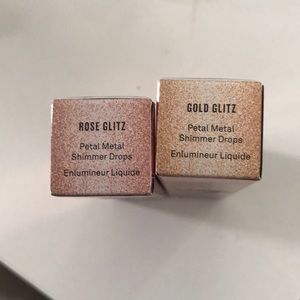 ROSE GLITZ
Petal Metal
Shimmer Drops
Enlumineur Liquide
GOLD GLITZ
Petal Metal
Shimmer Drops
Enlumineur Liquide